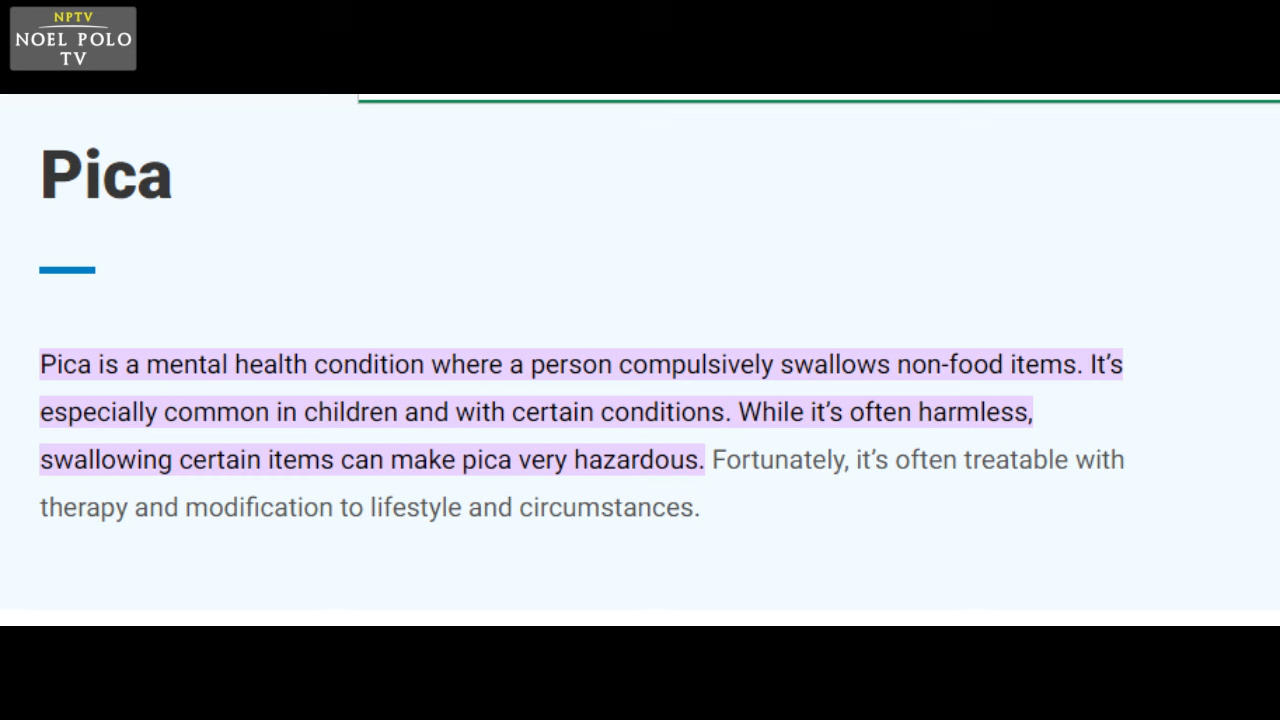 NPTV
NOEL POLO
TV
Pica
Pica is a mental health condition where a person compulsively swallows non-food items. It’s
especially common in children and with certain conditions. While it’s often harmless,
swallowing certain items can make pica very hazardous. Fortunately, it’s often treatable with
therapy and modification to lifestyle and circumstances.